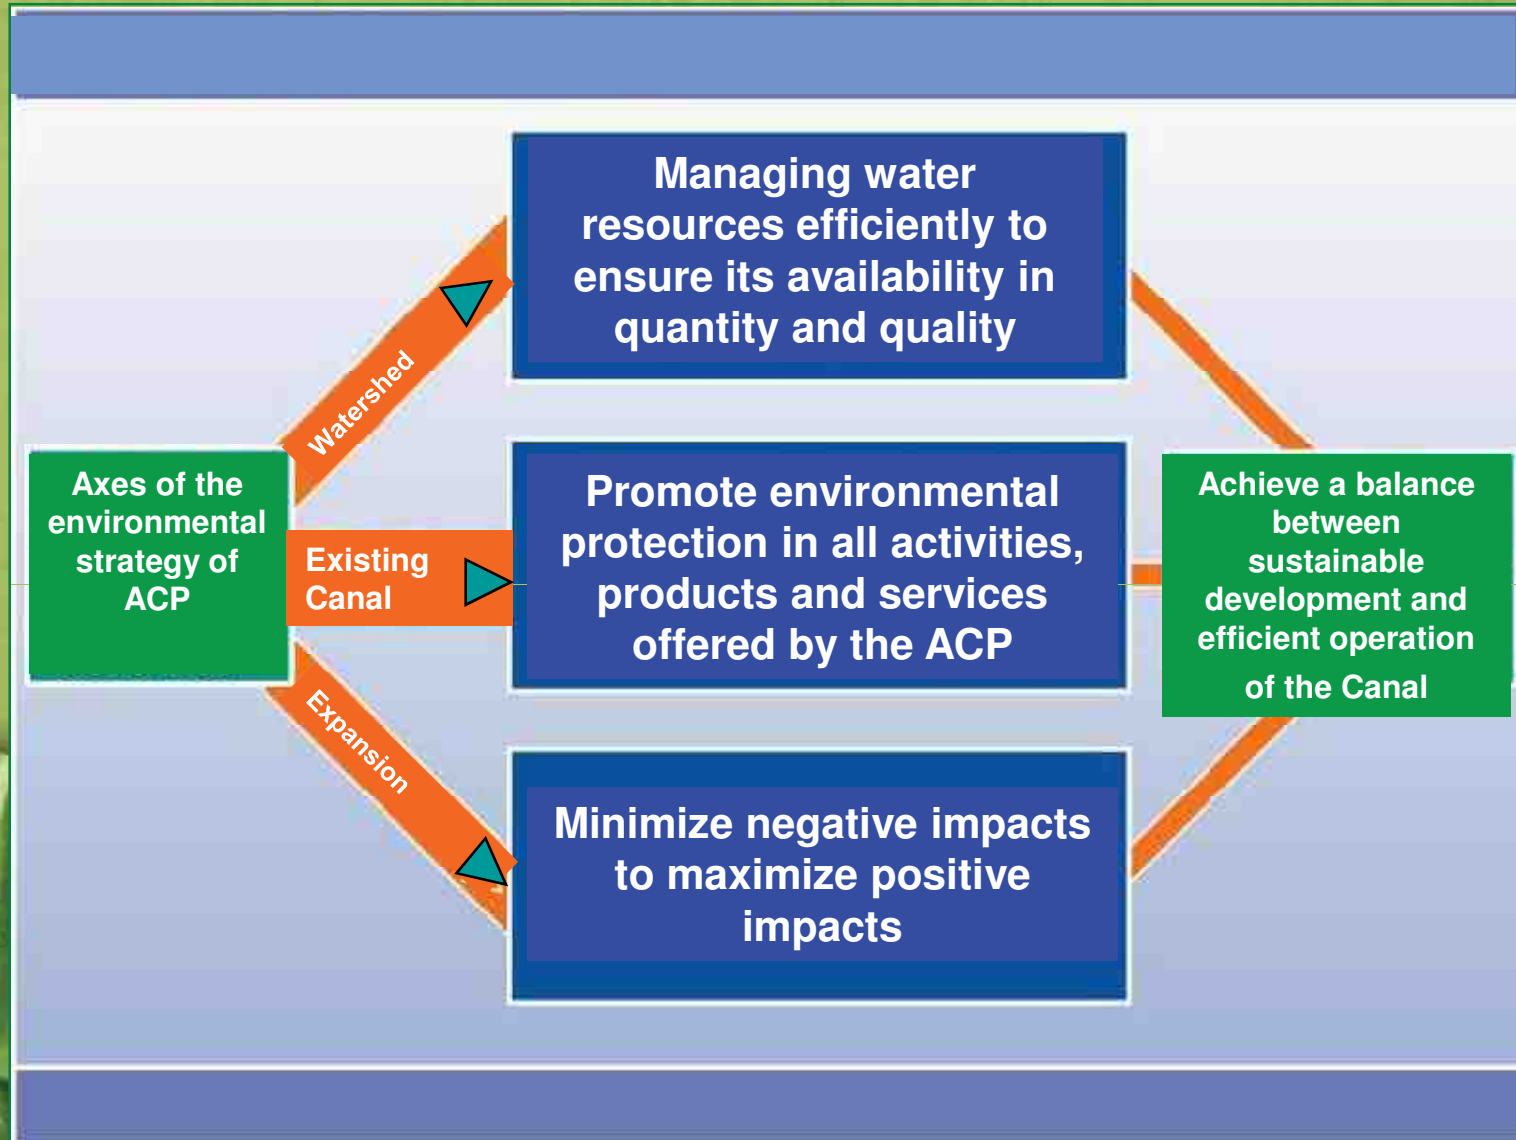 Axes of the
environmental
strategy of
ACP
Watershed
Managing water
resources efficiently to
ensure its availability in
quantity and quality
Existing
Canal
Promote environmental
protection in all activities,
products and services
offered by the ACP
Expansion
Minimize negative impacts
to maximize positive
impacts
Achieve a balance
between
sustainable
development and
efficient operation
of the Canal